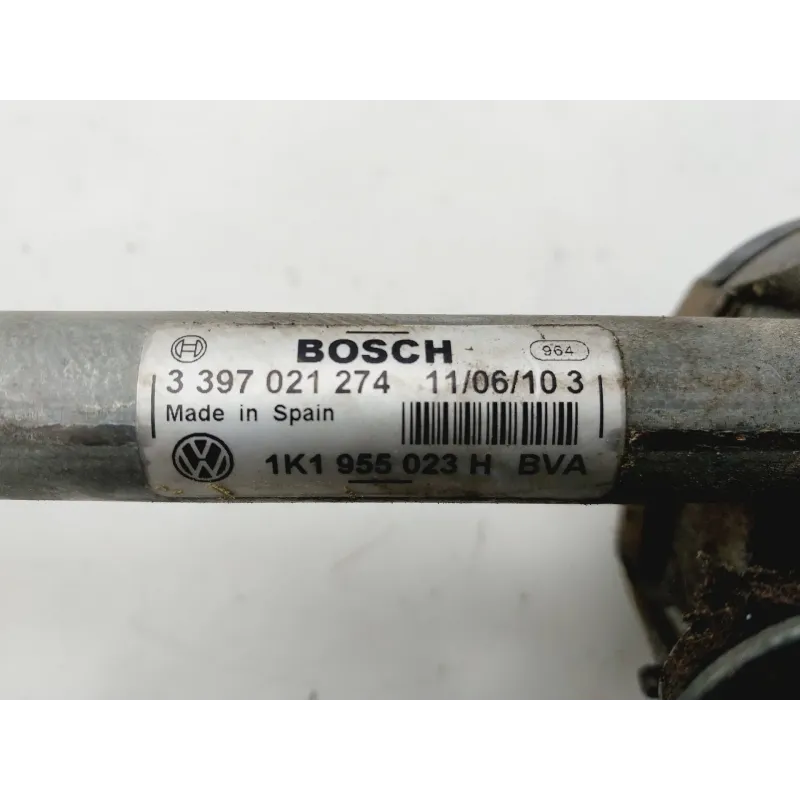 BOSCH 964
3 397 021 274 11/06/10 3
Made in Spain
1K1 955 023 H BVA